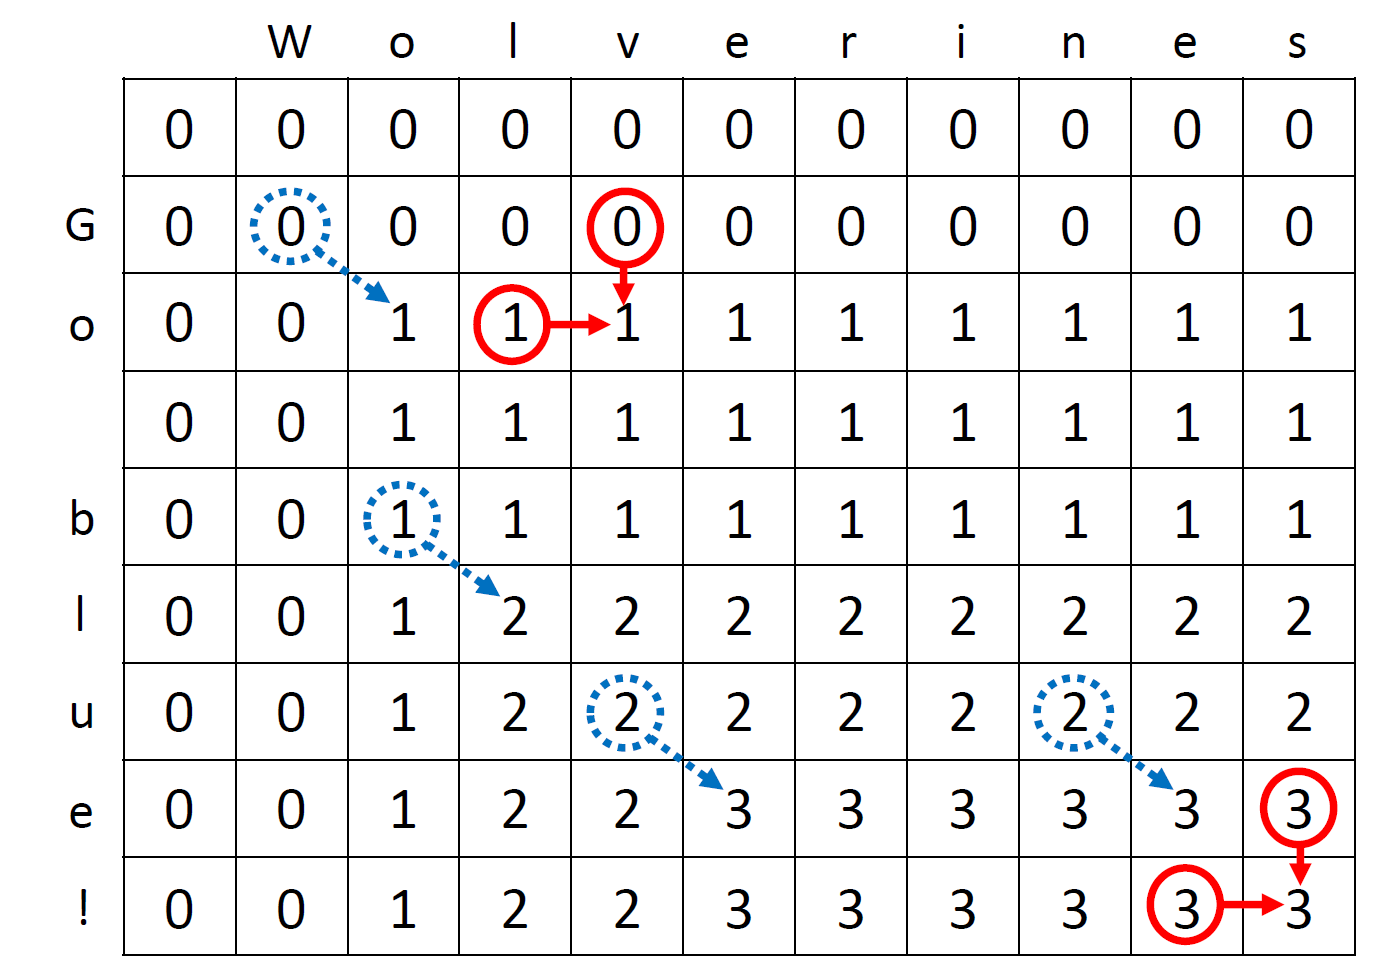 W o l v e r i n e s
0 0 0 0 0 0 0 0 0 0 0
G 0 0 0 0 0 0 0 0 0 0 0
o 0 0 1 1 1 1 1 1 1 1 1
0 0 1 1 1 1 1 1 1 1 1
b 0 0 1 1 1 1 1 1 1 1 1
l 0 0 1 2 2 2 2 2 2 2 2
u 0 0 1 2 2 2 2 2 2 2 2
e 0 0 1 2 2 3 3 3 3 3 3
! 0 0 1 2 2 3 3 3 3 3 3